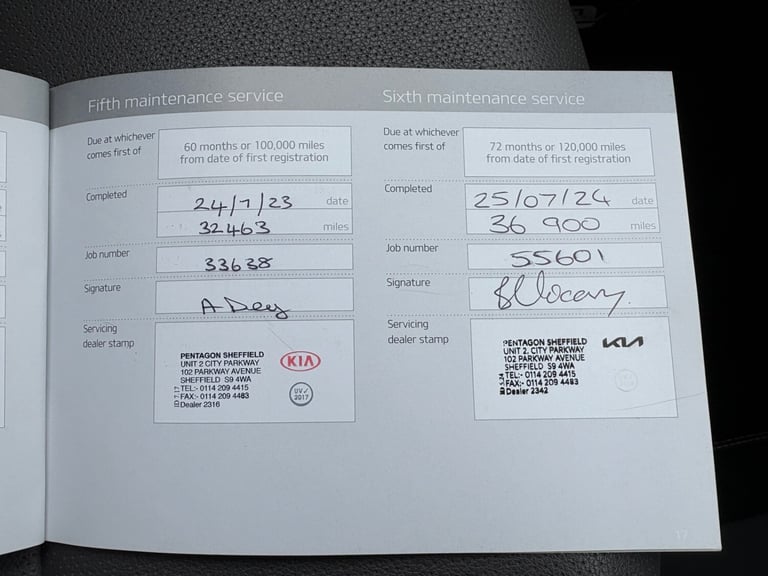 Fifth maintenance service
Due at whichever
comes first of
60 months or 100,000 miles
from date of first registration
Completed
24/7/23 date
32463 miles
Job number
33638
Signature
A Dey
Servicing
dealer stamp
PENTAGON SHEFFIELD
UNIT 2 CITY PARKWAY
102 PARKWAY AVENUE
SHEFFIELD S9 4WA
TEL:- 0114 209 4415
FAX:- 0114 209 4483
Dealer 2316
KIA
UV✓
2017
Sixth maintenance service
Due at whichever
comes first of
72 months or 120,000 miles
from date of first registration
Completed
25/07/24 date
36 900 miles
Job number
55601
Signature
Servicing
dealer stamp
PENTAGON SHEFFIELD
UNIT 2, CITY PARKWAY
102 PARKWAY AVENUE
SHEFFIELD S9 4WA
TEL:- 0114 209 4415
FAX:- 0114 209 4483
Dealer 2342
KIA
17